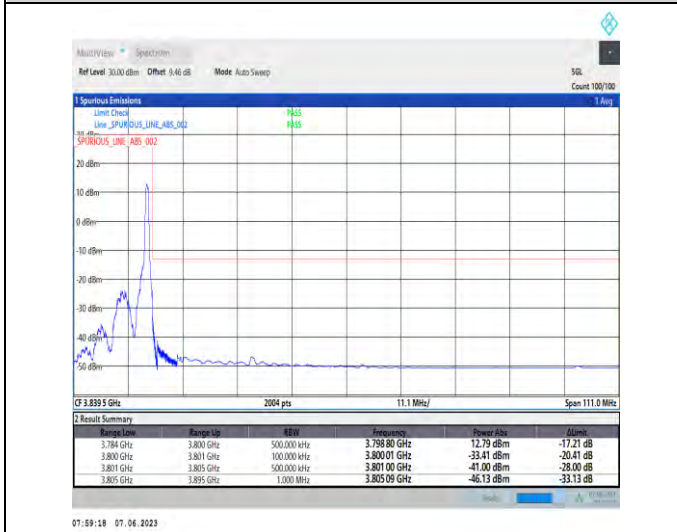 MultiView Spectrum
Ref Level 30.00 dBm Offset 9.46 dB Mode Auto Sweep SGL
Count 100/100
1 Spurious Emissions 1 Avg
Limit Check PASS
Line _SPURIOUS_LINE_ABS_002 PASS
_SPURIOUS_LINE_ABS_002
20 dBm
10 dBm
0 dBm
-10 dBm
-20 dBm
-30 dBm
-40 dBm
-50 dBm
CF 3.839 5 GHz 2004 pts 11.1 MHz/ Span 111.0 MHz
2 Result Summary
Range Low Range Up RBW Frequency Power Abs ΔLimit
3.784 GHz 3.800 GHz 500.000 kHz 3.798 80 GHz 12.79 dBm -17.21 dB
3.800 GHz 3.801 GHz 100.000 kHz 3.800 01 GHz -33.41 dBm -20.41 dB
3.801 GHz 3.805 GHz 500.000 kHz 3.801 00 GHz -41.00 dBm -28.00 dB
3.805 GHz 3.895 GHz 1.000 MHz 3.805 09 GHz -46.13 dBm -33.13 dB
07:59:18 07.06.2023